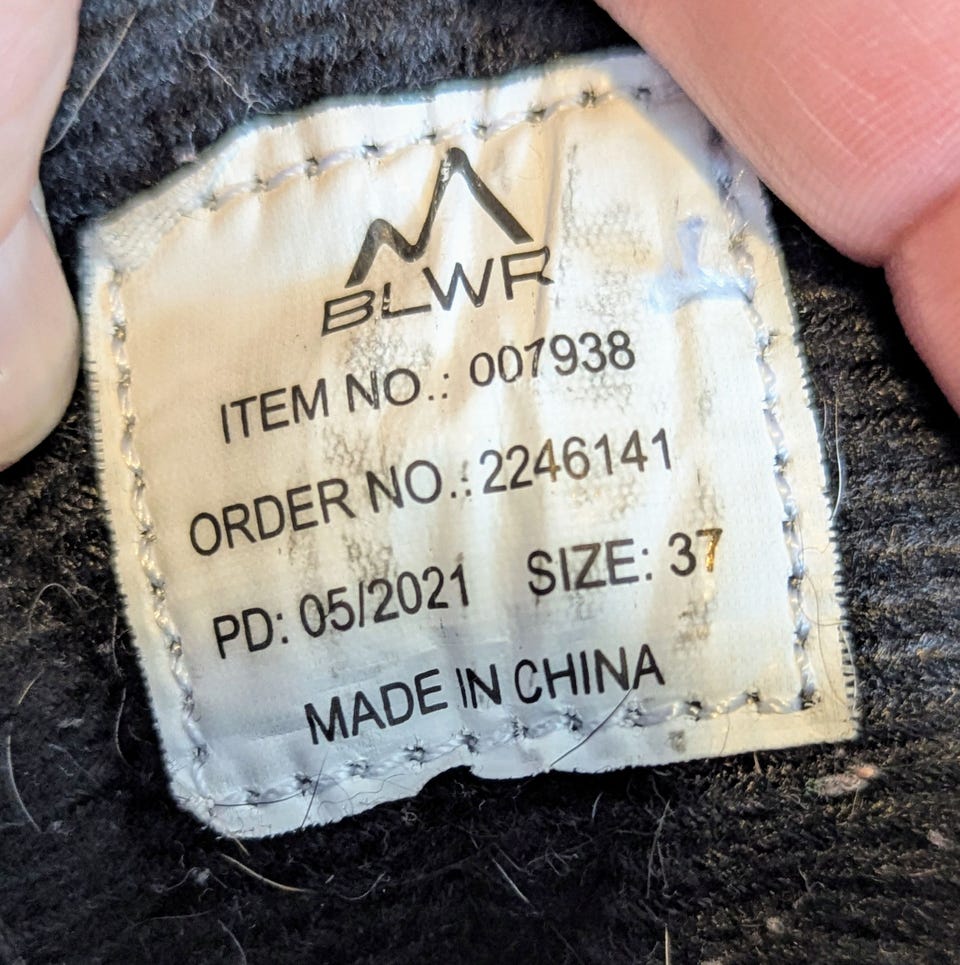 BLWR
ITEM NO.: 007938
ORDER NO.: 2246141
PD: 05/2021 SIZE: 37
MADE IN CHINA